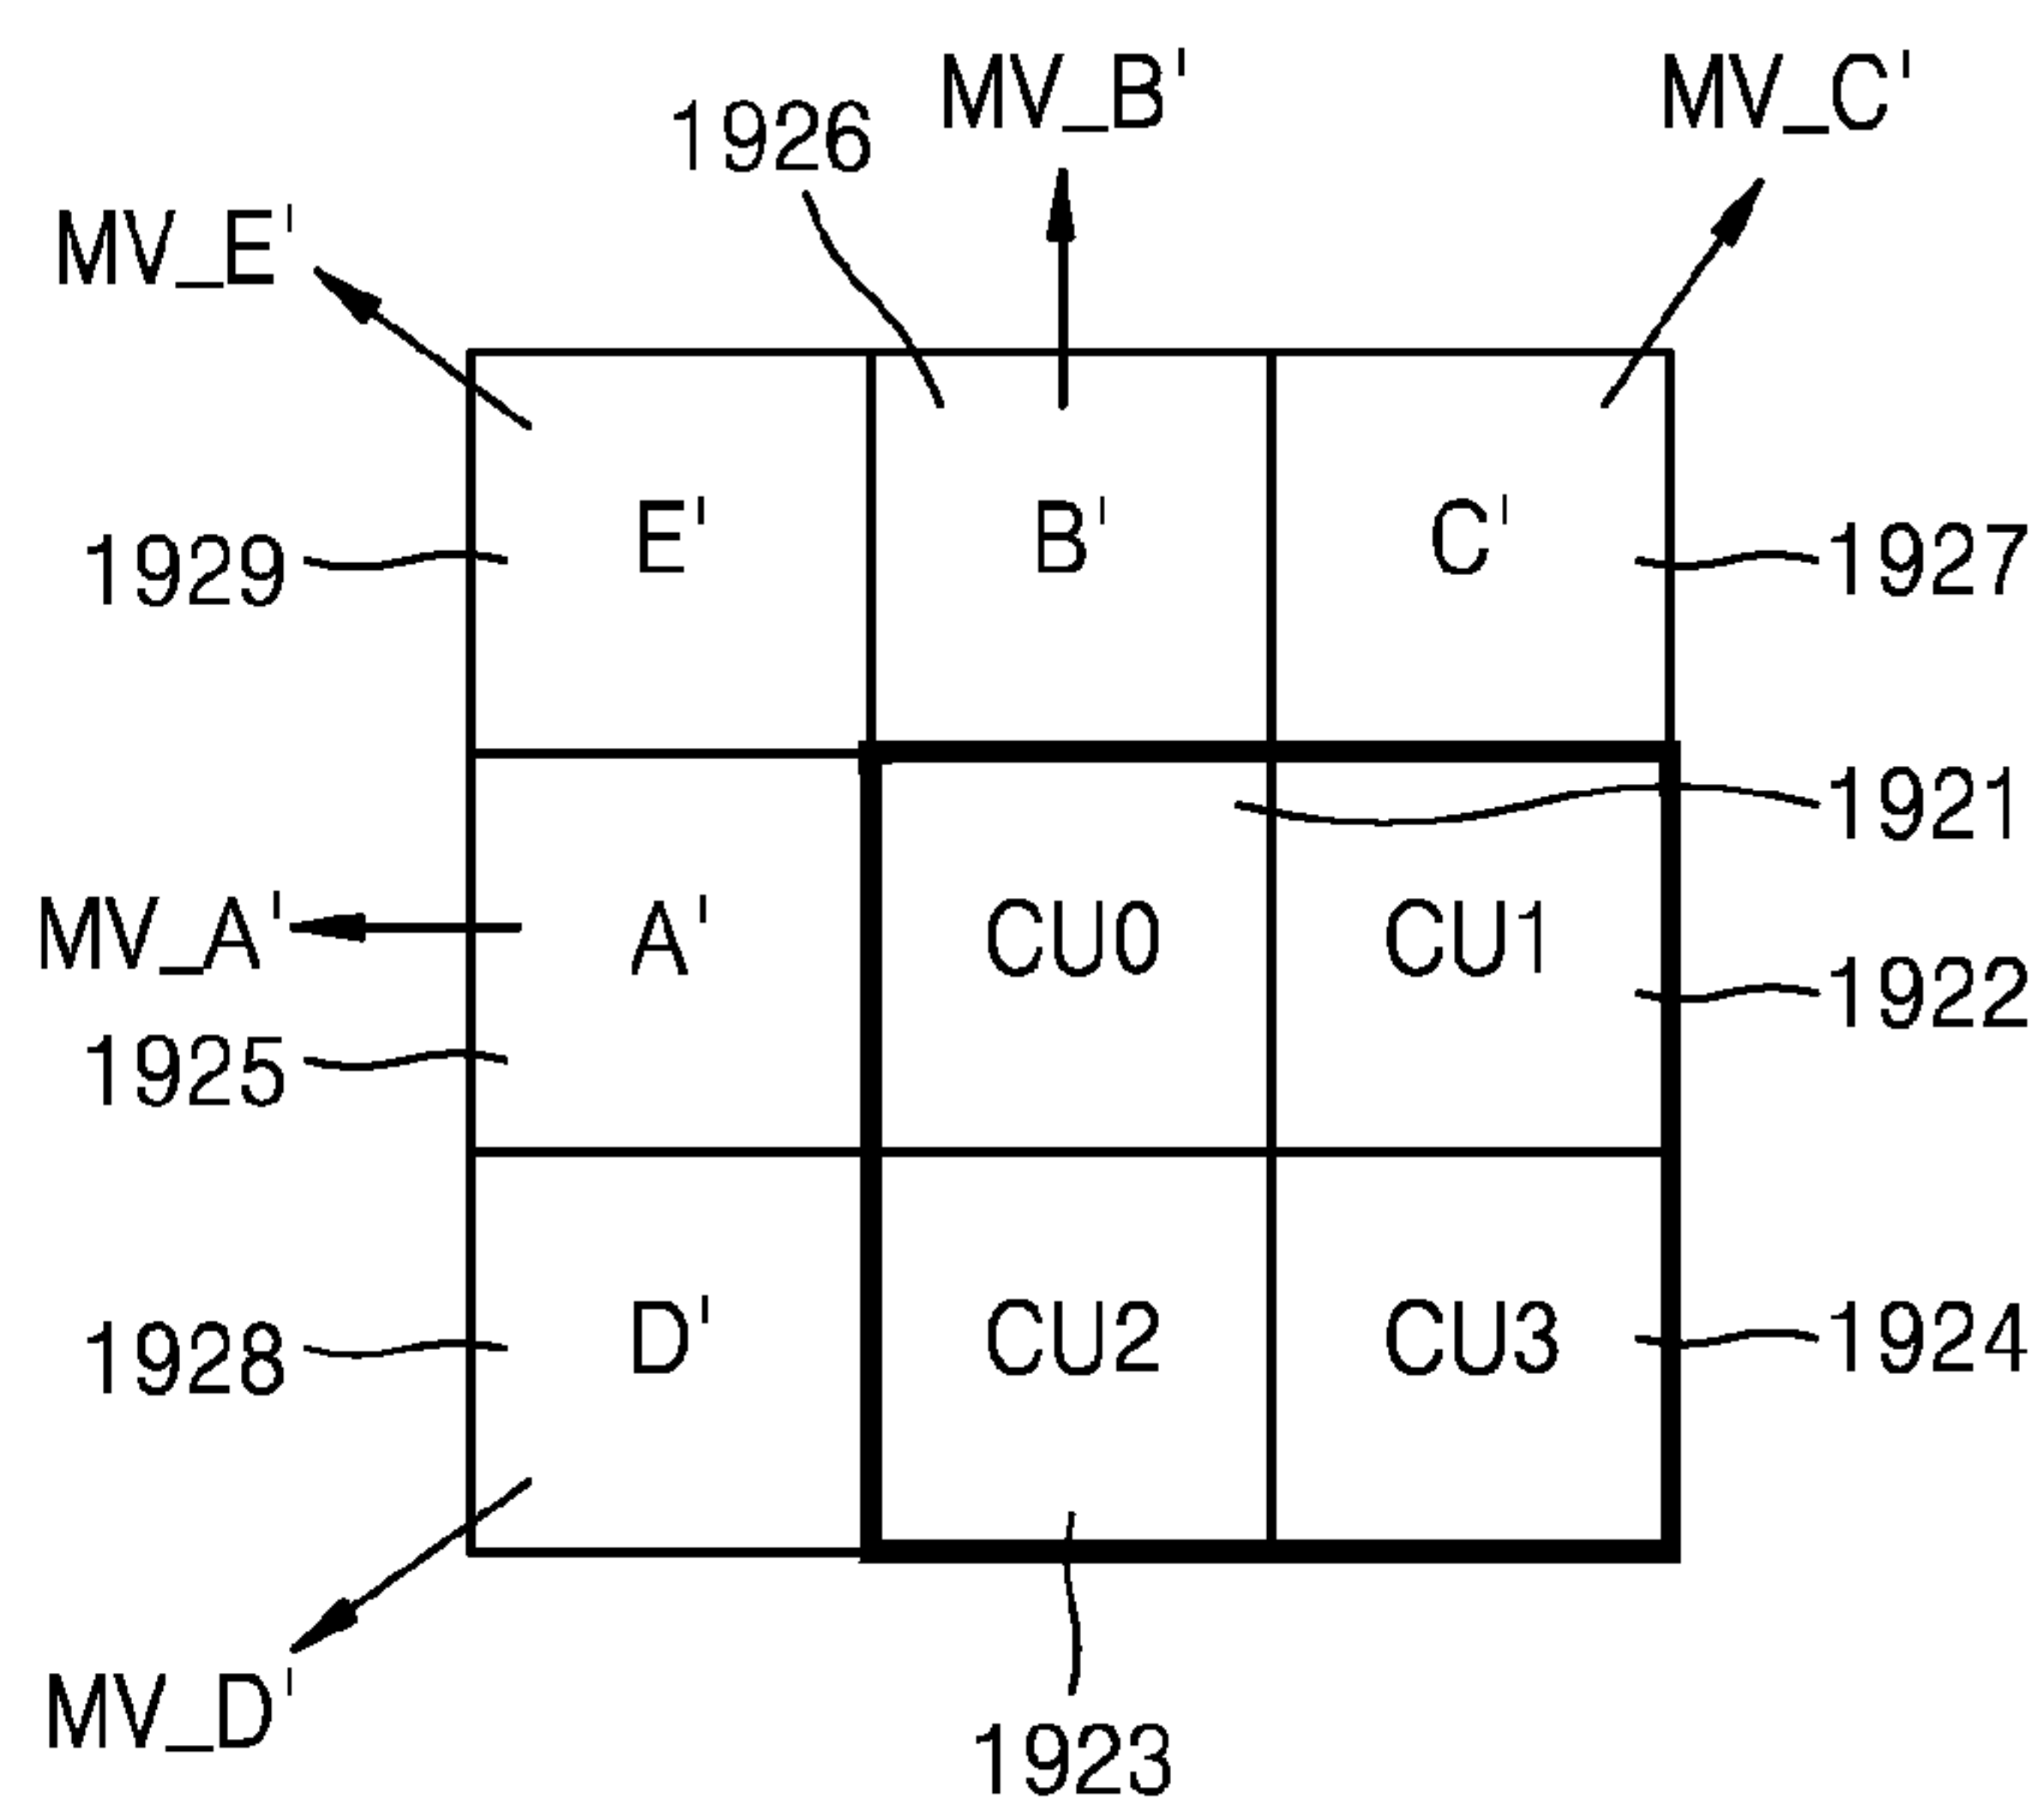 MV_B'
MV_C'
1926
MV_E'
E'
B'
C'
1929
1927
1921
MV_A'
A'
CU0
CU1
1922
1925
D'
CU2
CU3
1928
1924
MV_D'
1923